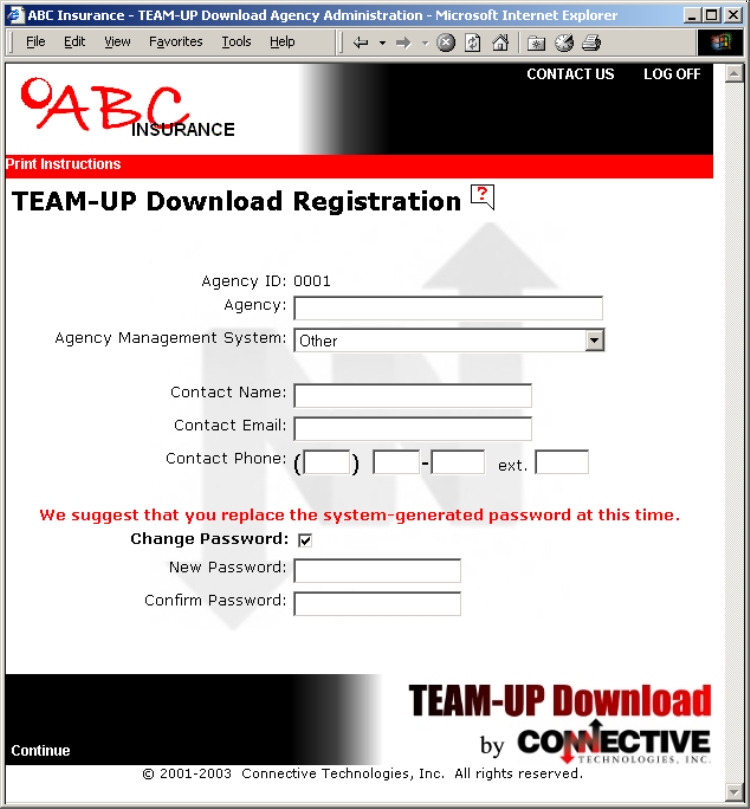 ABC Insurance - TEAM-UP Download Agency Administration - Microsoft Internet Explorer
File Edit View Favorites Tools Help
CONTACT US LOG OFF
ABC
INSURANCE
Print Instructions
TEAM-UP Download Registration ?
Agency ID: 0001
Agency:
Agency Management System: Other
Contact Name:
Contact Email:
Contact Phone: ( ) - ext.
We suggest that you replace the system-generated password at this time.
Change Password:
New Password:
Confirm Password:
TEAM-UP Download
by CONNECTIVE
TECHNOLOGIES, INC.
Continue
© 2001-2003 Connective Technologies, Inc. All rights reserved.